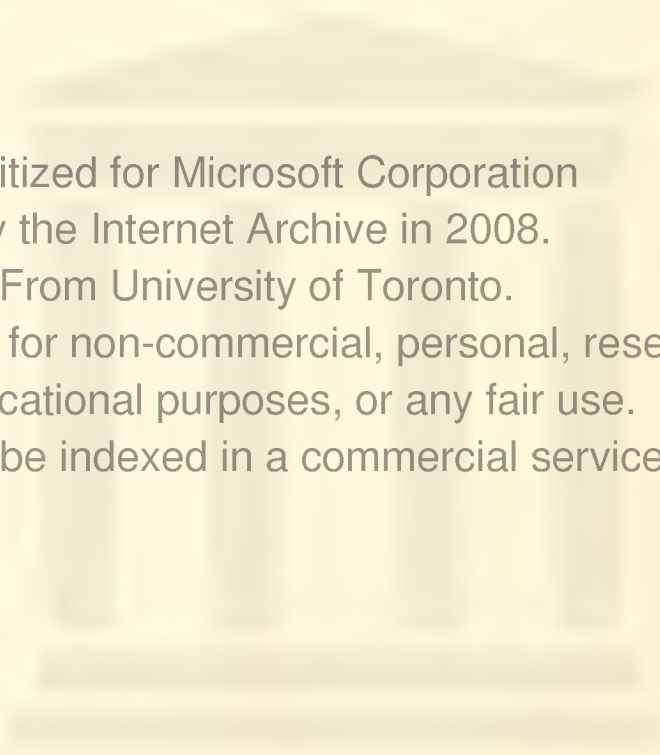 itized for Microsoft Corporation
y the Internet Archive in 2008.
From University of Toronto.
for non-commercial, personal, rese
cational purposes, or any fair use.
be indexed in a commercial service